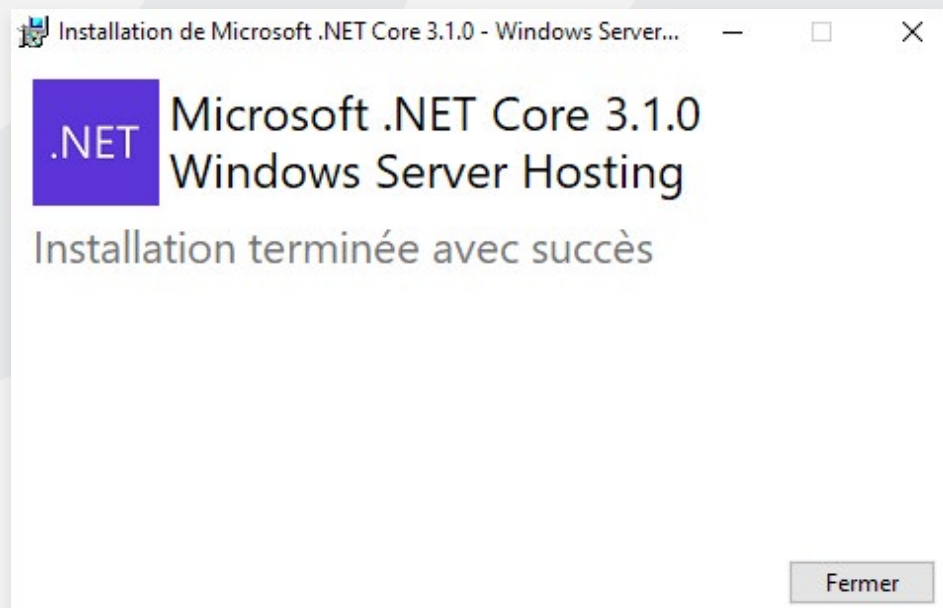 Installation de Microsoft .NET Core 3.1.0 - Windows Server...
.NET
Microsoft .NET Core 3.1.0
Windows Server Hosting
Installation terminée avec succès
Fermer